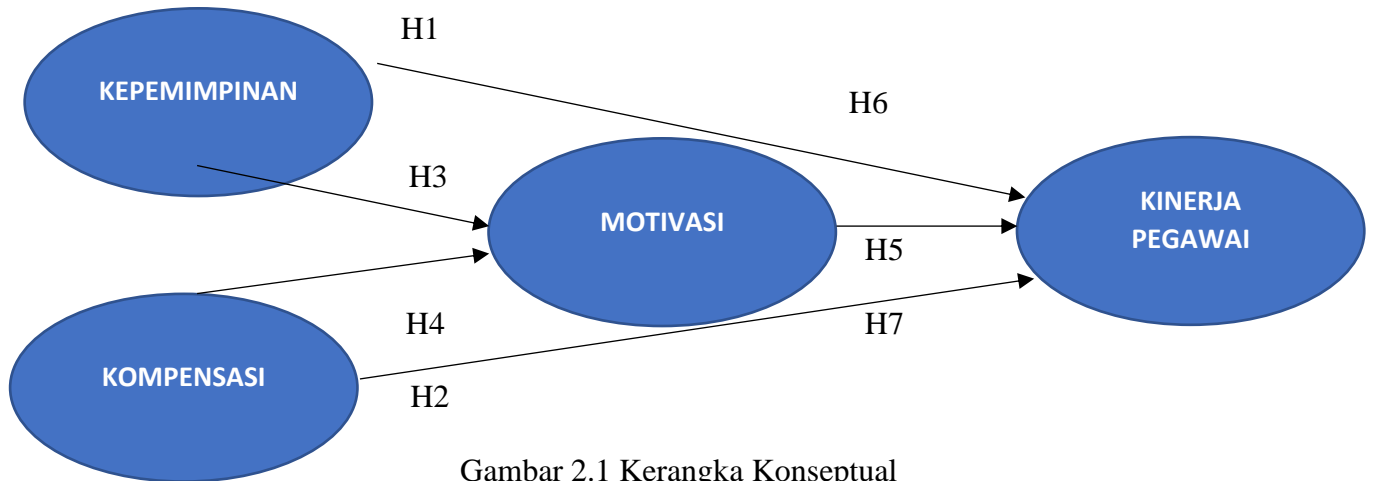 H1
KEPEMIMPINAN
H6
H3
MOTIVASI
KINERJA
PEGAWAI
H5
H4
H7
KOMPENSASI
H2
Gambar 2.1 Kerangka Konseptual